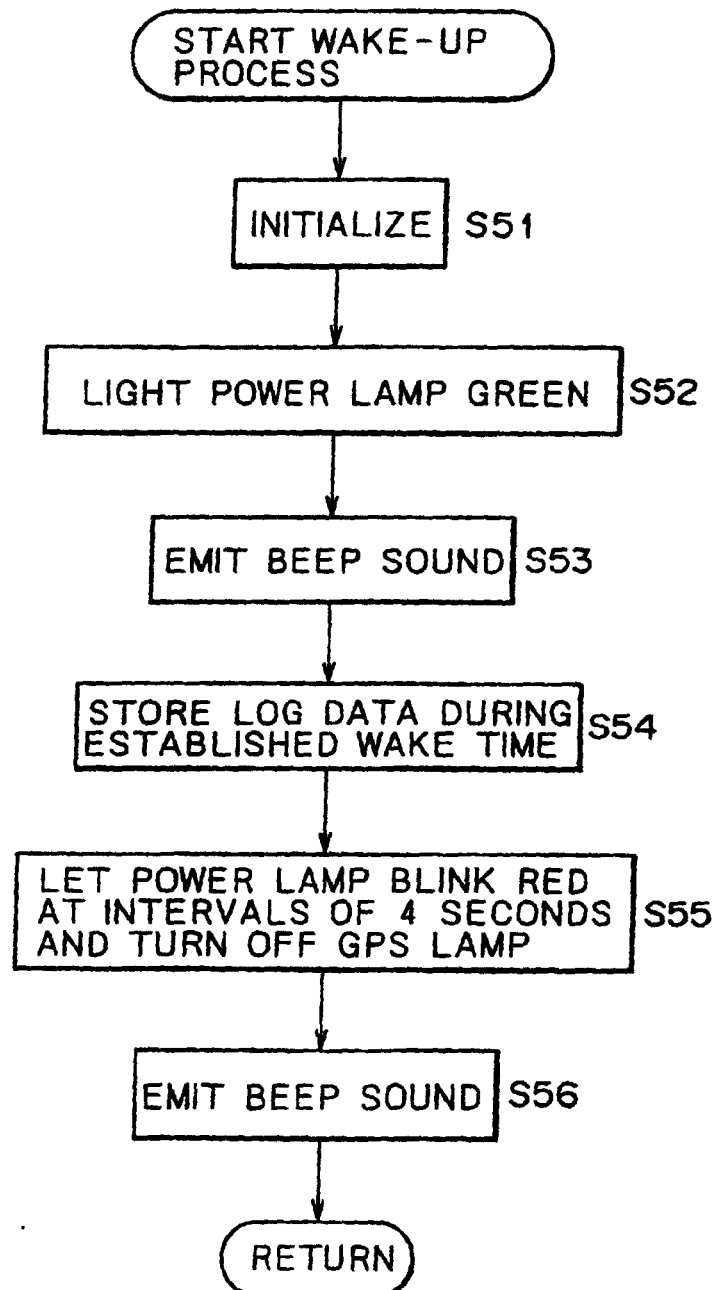 START WAKE-UP
PROCESS
INITIALIZE S51
LIGHT POWER LAMP GREEN S52
EMIT BEEP SOUND S53
STORE LOG DATA DURING
ESTABLISHED WAKE TIME S54
LET POWER LAMP BLINK RED
AT INTERVALS OF 4 SECONDS S55
AND TURN OFF GPS LAMP
EMIT BEEP SOUND S56
RETURN